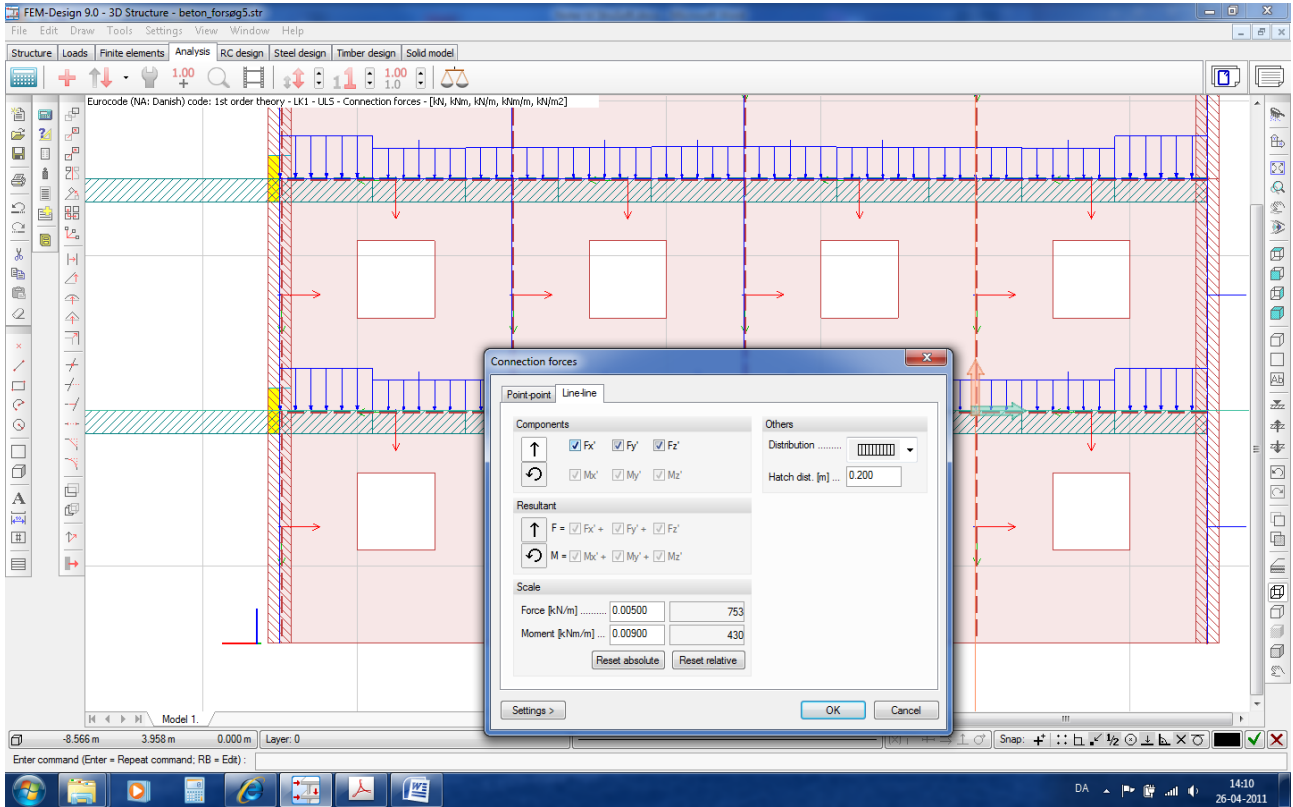 FEM-Design 9.0 - 3D Structure - beton_forsøg5.str
File Edit Draw Tools Settings View Window Help
Structure Loads Finite elements Analysis RC design Steel design Timber design Solid model
1.00
1.00
1.0
Eurocode (NA: Danish) code: 1st order theory - LK1 - ULS - Connection forces - [kN, kNm, kN/m, kNm/m, kN/m2]
Connection forces
Point-point Line-line
Components
Fx' Fy' Fz'
Mx' My' Mz'
Resultant
F = Fx' + Fy' + Fz'
M = Mx' + My' + Mz'
Scale
Force [kN/m] .......... 0.00500 753
Moment [kNm/m] ... 0.00900 430
Reset absolute Reset relative
Others
Distribution .........
Hatch dist. [m] ... 0.200
Settings > OK Cancel
Model 1.
-8.566 m 3.958 m 0.000 m Layer: 0
Snap:
Enter command (Enter = Repeat command; RB = Edit) :
DA 14:10
26-04-2011